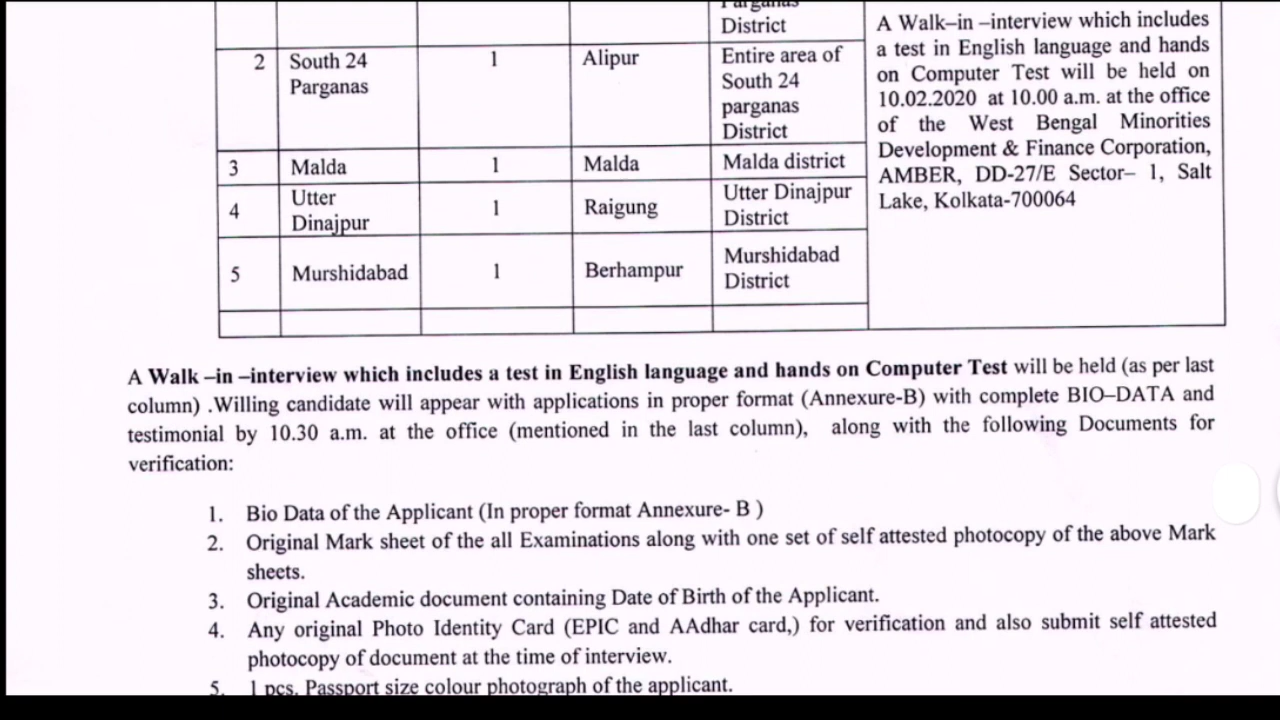 Parganas
District
2 South 24 Parganas 1 Alipur Entire area of South 24 parganas District
3 Malda 1 Malda Malda district
4 Utter Dinajpur 1 Raigung Utter Dinajpur District
5 Murshidabad 1 Berhampur Murshidabad District
A Walk–in –interview which includes
a test in English language and hands
on Computer Test will be held on
10.02.2020 at 10.00 a.m. at the office
of the West Bengal Minorities
Development & Finance Corporation,
AMBER, DD-27/E Sector– 1, Salt
Lake, Kolkata-700064
A Walk –in –interview which includes a test in English language and hands on Computer Test will be held (as per last
column) .Willing candidate will appear with applications in proper format (Annexure-B) with complete BIO–DATA and
testimonial by 10.30 a.m. at the office (mentioned in the last column), along with the following Documents for
verification:
1. Bio Data of the Applicant (In proper format Annexure- B )
2. Original Mark sheet of the all Examinations along with one set of self attested photocopy of the above Mark
sheets.
3. Original Academic document containing Date of Birth of the Applicant.
4. Any original Photo Identity Card (EPIC and AAdhar card,) for verification and also submit self attested
photocopy of document at the time of interview.
5. 1 pcs. Passport size colour photograph of the applicant.